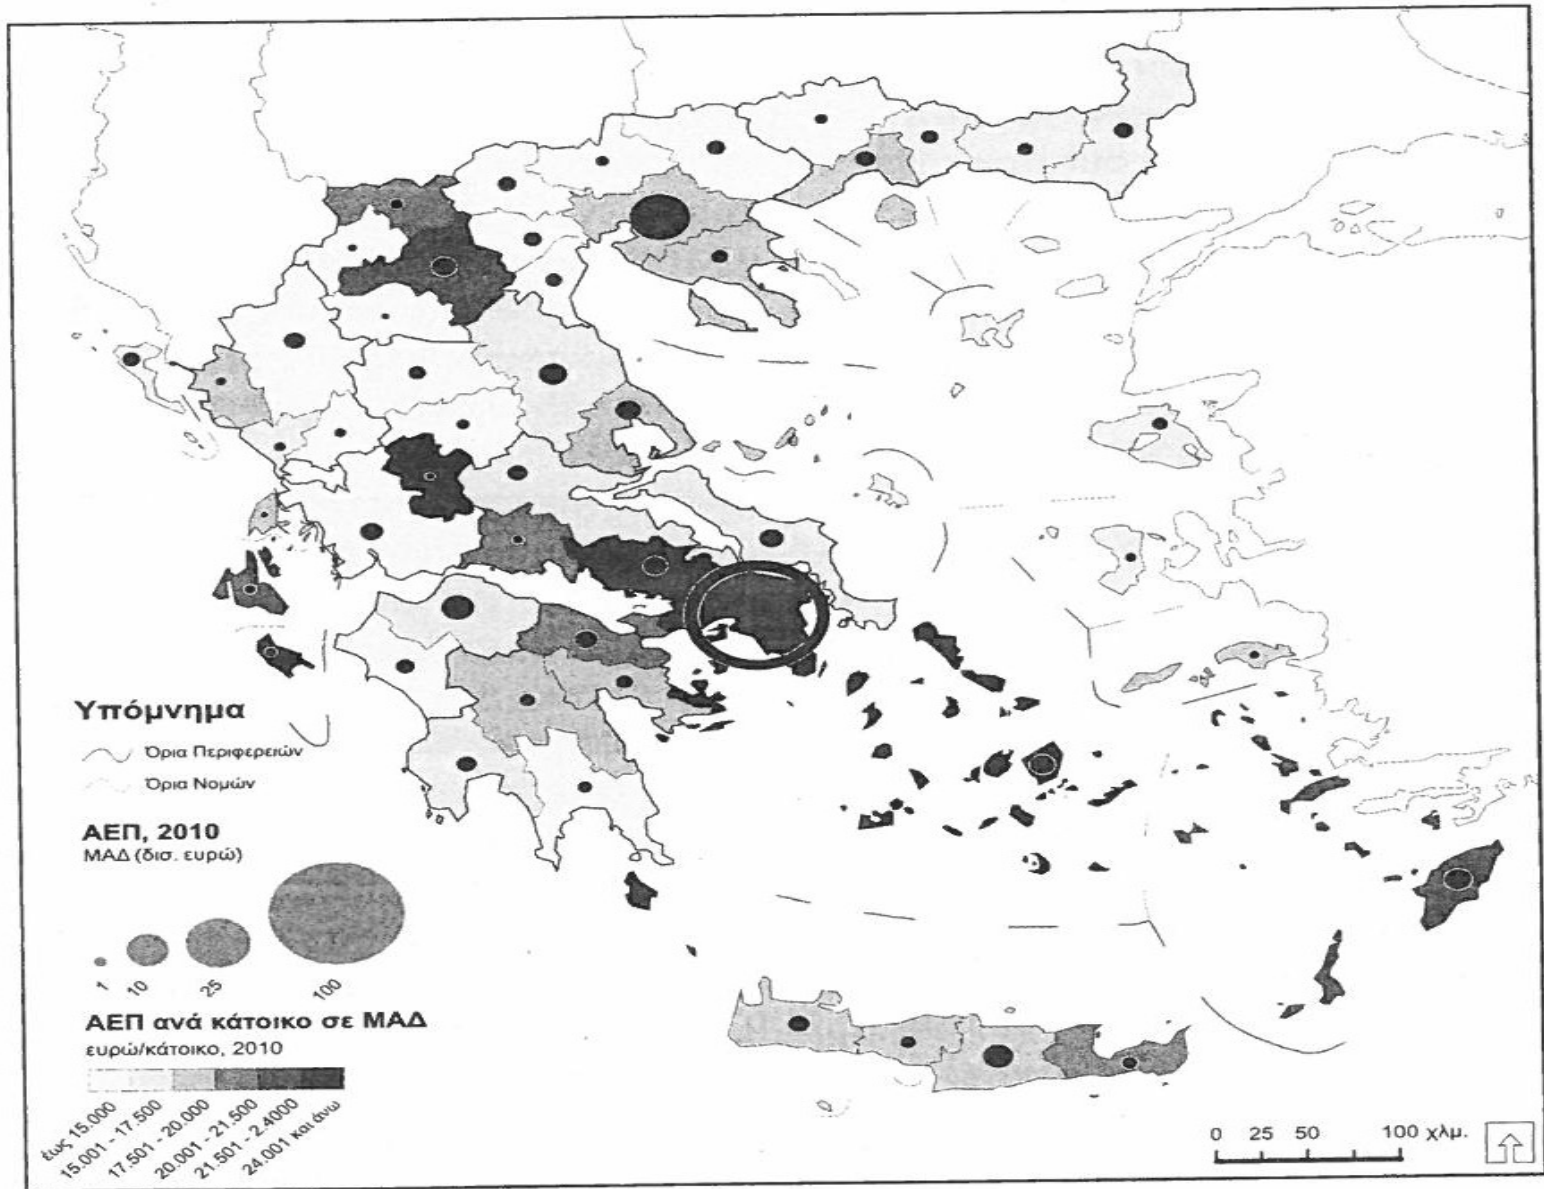 Υπόμνημα
Όρια Περιφερειών
Όρια Νομών
ΑΕΠ, 2010
ΜΑΔ (δισ. ευρώ)
1 10 25 100
ΑΕΠ ανά κάτοικο σε ΜΑΔ
ευρώ/κάτοικο, 2010
έως 15.000
15.001 - 17.500
17.501 - 20.000
20.001 - 21.500
21.501 - 2.4000
24.001 και άνω
0 25 50 100 χλμ.